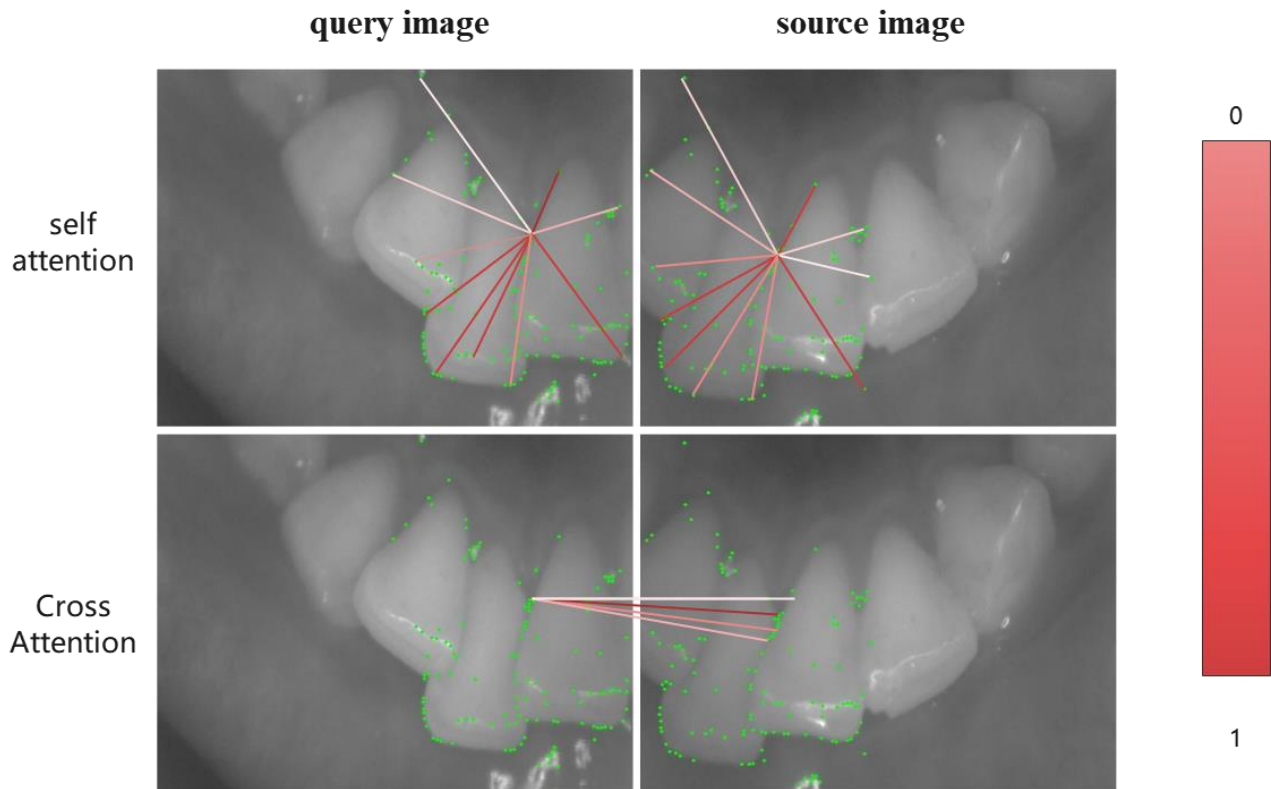 query image
source image
0
self
attention
Cross
Attention
1